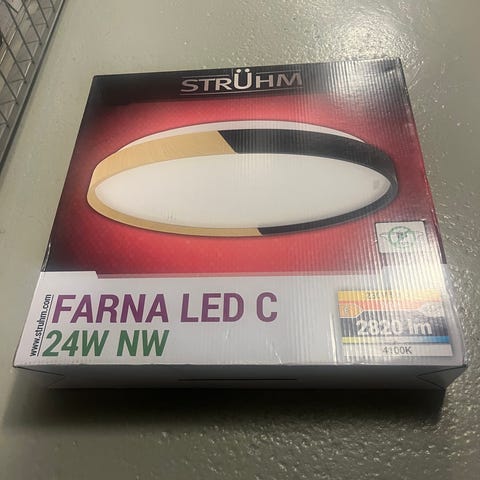 STRÜHM
www.struhm.com
FARNA LED C
24W NW
2820 lm
4100K